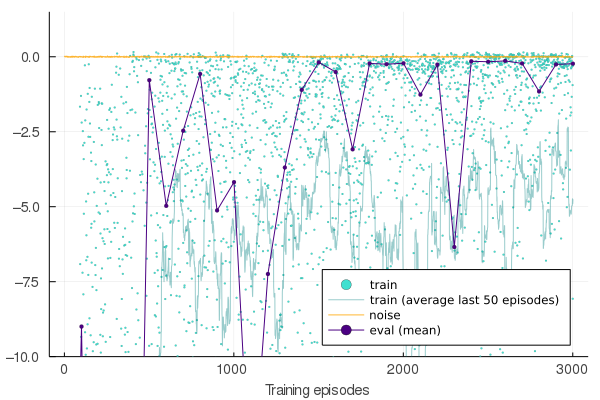 0.0
−2.5
−5.0
−7.5
−10.0
0
1000
2000
3000
Training episodes
train
train (average last 50 episodes)
noise
eval (mean)